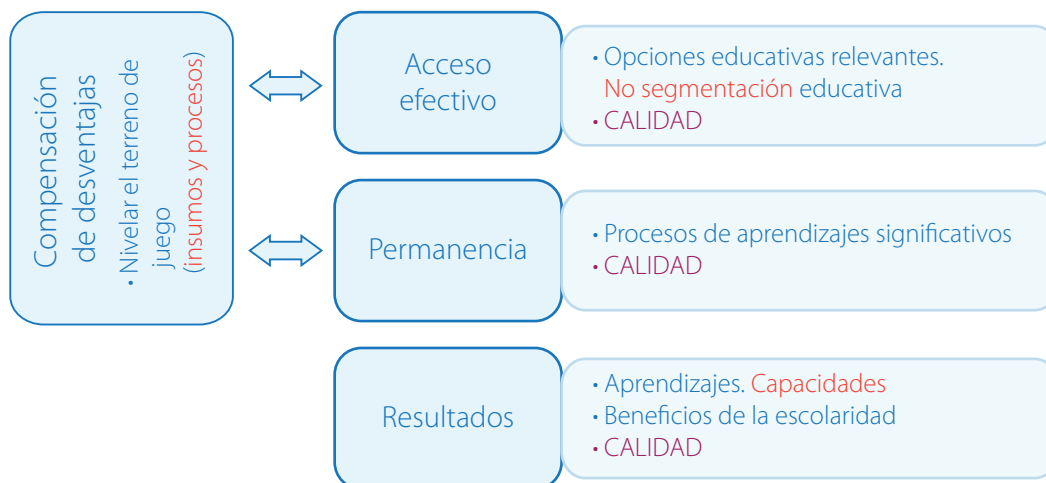 Compensación
de desventajas
• Nivelar el terreno de
juego
(insumos y procesos)
Acceso
efectivo
• Opciones educativas relevantes.
No segmentación educativa
• CALIDAD
Permanencia
• Procesos de aprendizajes significativos
• CALIDAD
Resultados
• Aprendizajes. Capacidades
• Beneficios de la escolaridad
• CALIDAD